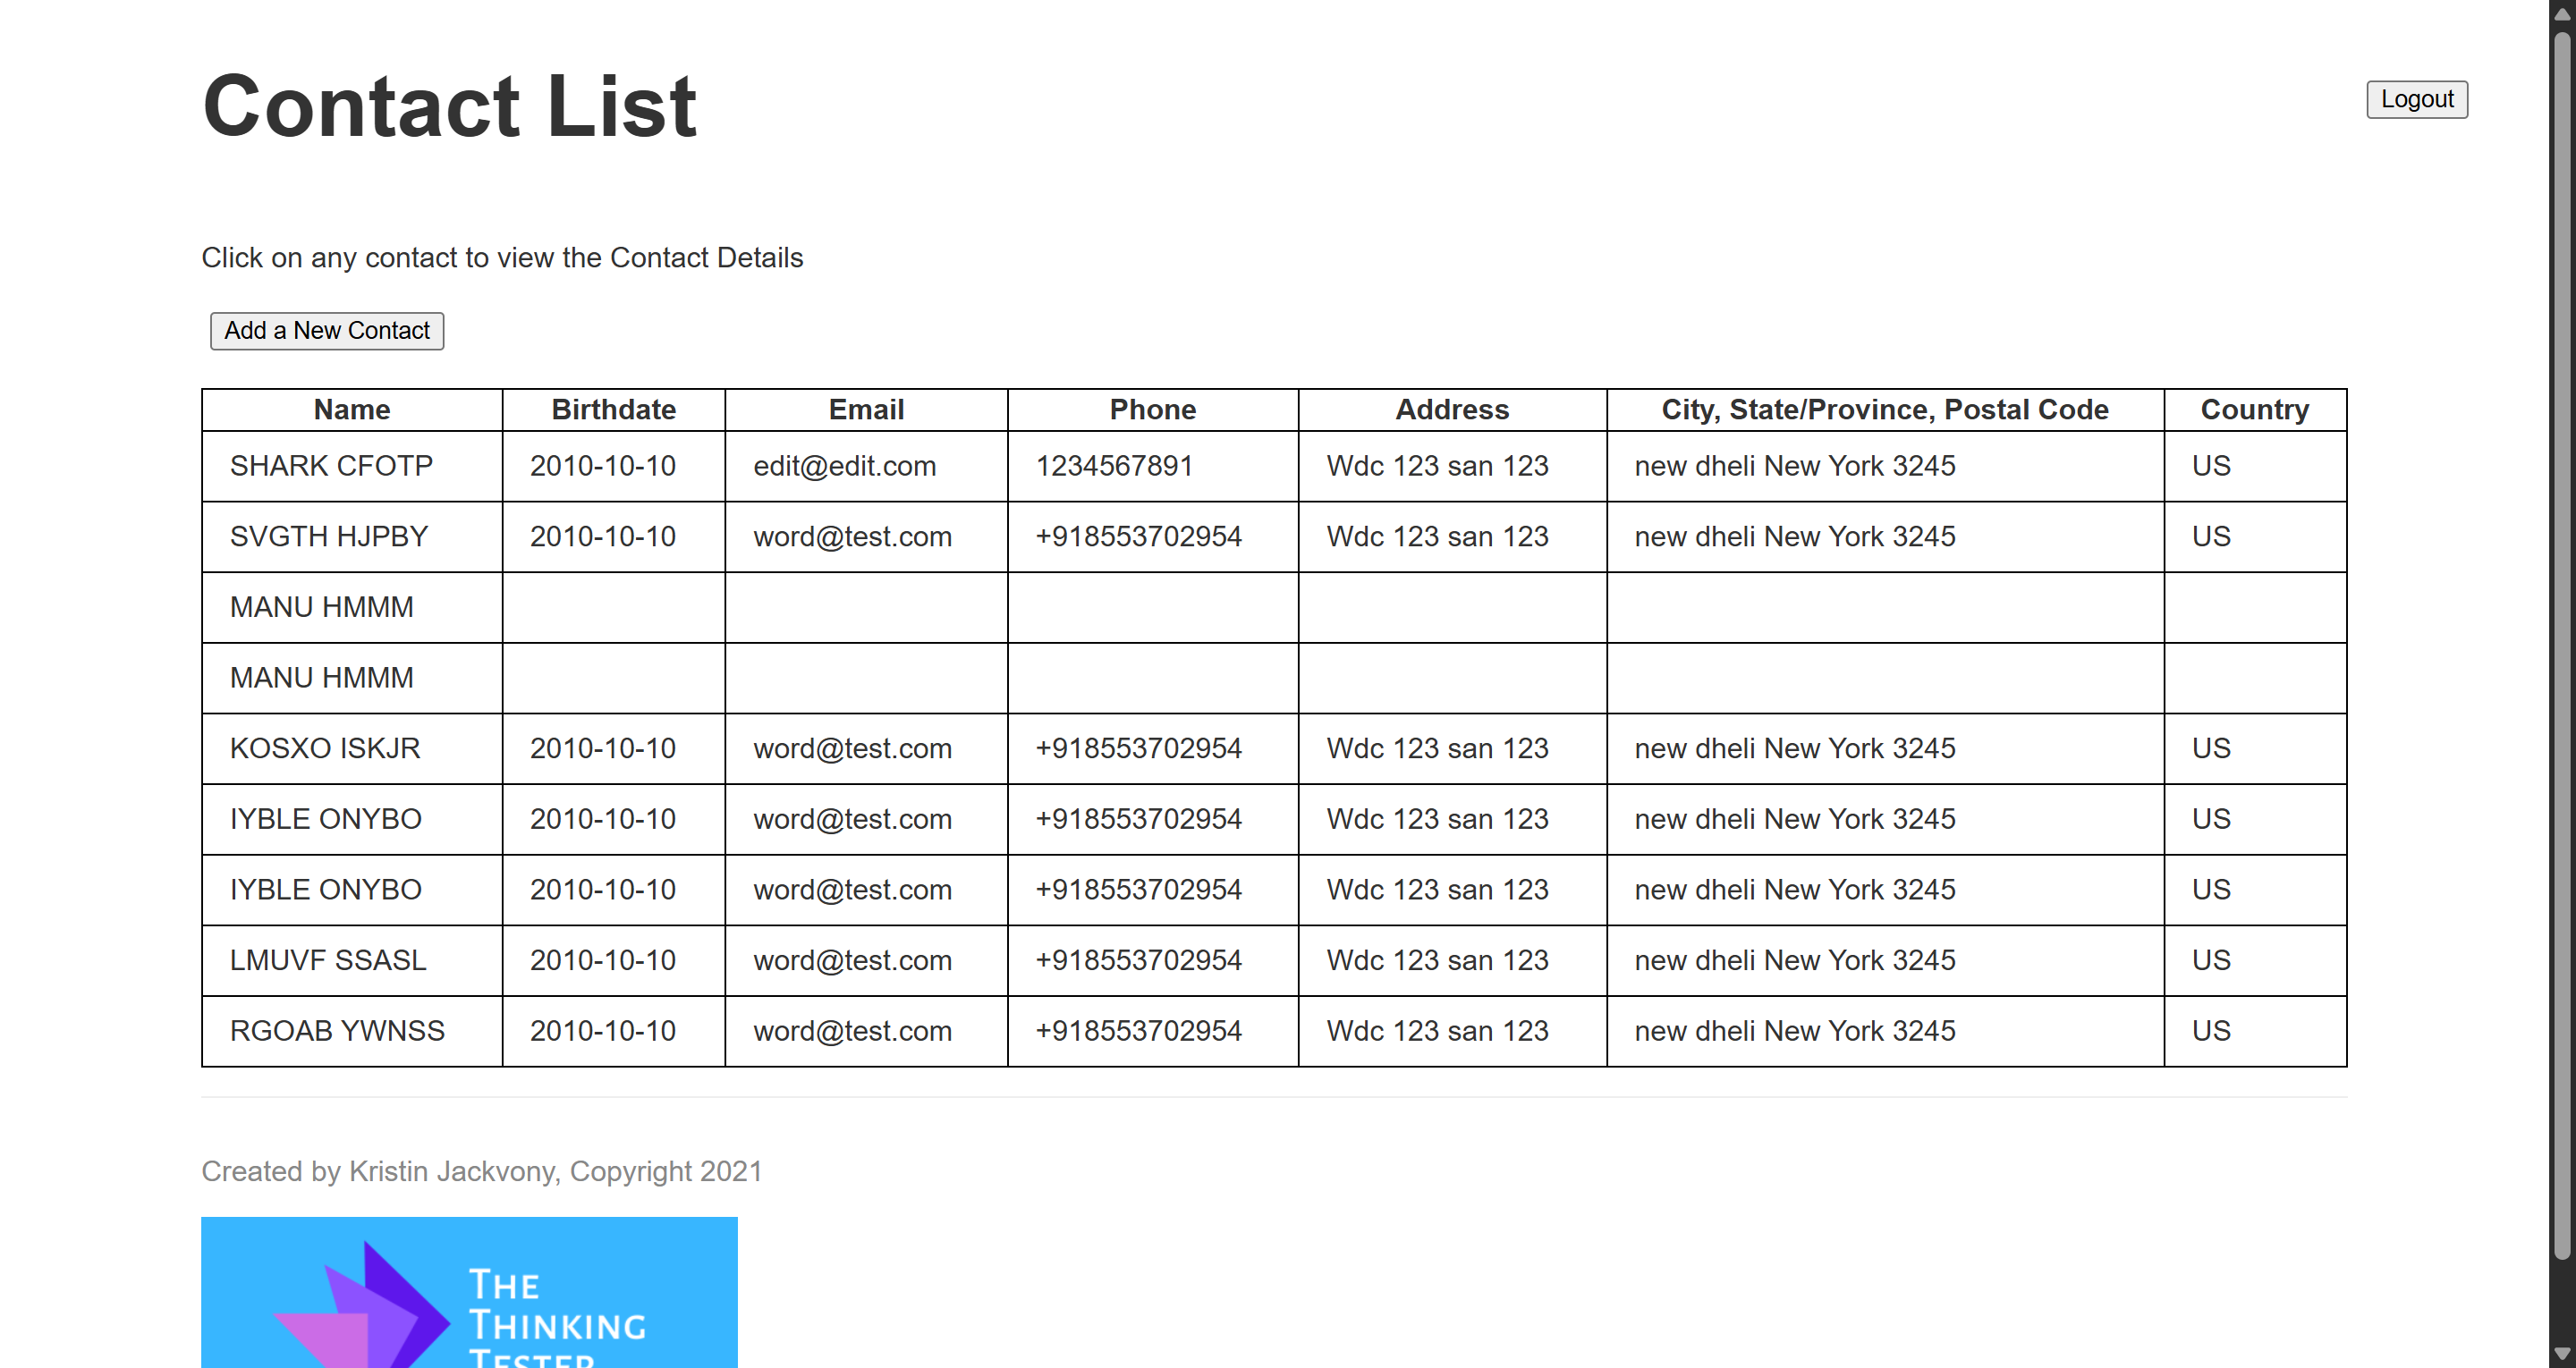 Contact List
Logout
Click on any contact to view the Contact Details
Add a New Contact
Name Birthdate Email Phone Address City, State/Province, Postal Code Country
SHARK CFOTP 2010-10-10 edit@edit.com 1234567891 Wdc 123 san 123 new dheli New York 3245 US
SVGTH HJPBY 2010-10-10 word@test.com +918553702954 Wdc 123 san 123 new dheli New York 3245 US
MANU HMMM
MANU HMMM
KOSXO ISKJR 2010-10-10 word@test.com +918553702954 Wdc 123 san 123 new dheli New York 3245 US
IYBLE ONYBO 2010-10-10 word@test.com +918553702954 Wdc 123 san 123 new dheli New York 3245 US
IYBLE ONYBO 2010-10-10 word@test.com +918553702954 Wdc 123 san 123 new dheli New York 3245 US
LMUVF SSASL 2010-10-10 word@test.com +918553702954 Wdc 123 san 123 new dheli New York 3245 US
RGOAB YWNSS 2010-10-10 word@test.com +918553702954 Wdc 123 san 123 new dheli New York 3245 US
Created by Kristin Jackvony, Copyright 2021
THE
THINKING
TESTER